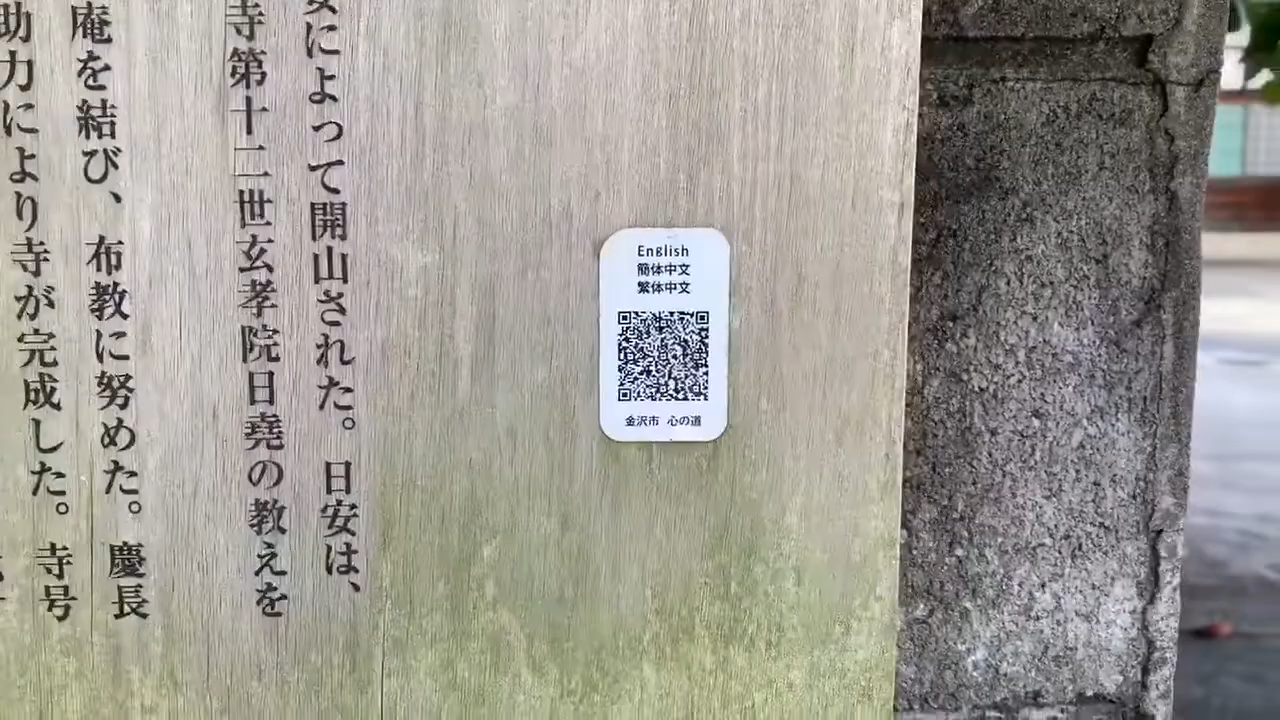 安によって開山された。日安は、
寺第十二世玄孝院日堯の教えを
庵を結び、布教に努めた。慶長
助力により寺が完成した。寺号
English
簡体中文
繁体中文
金沢市 心の道